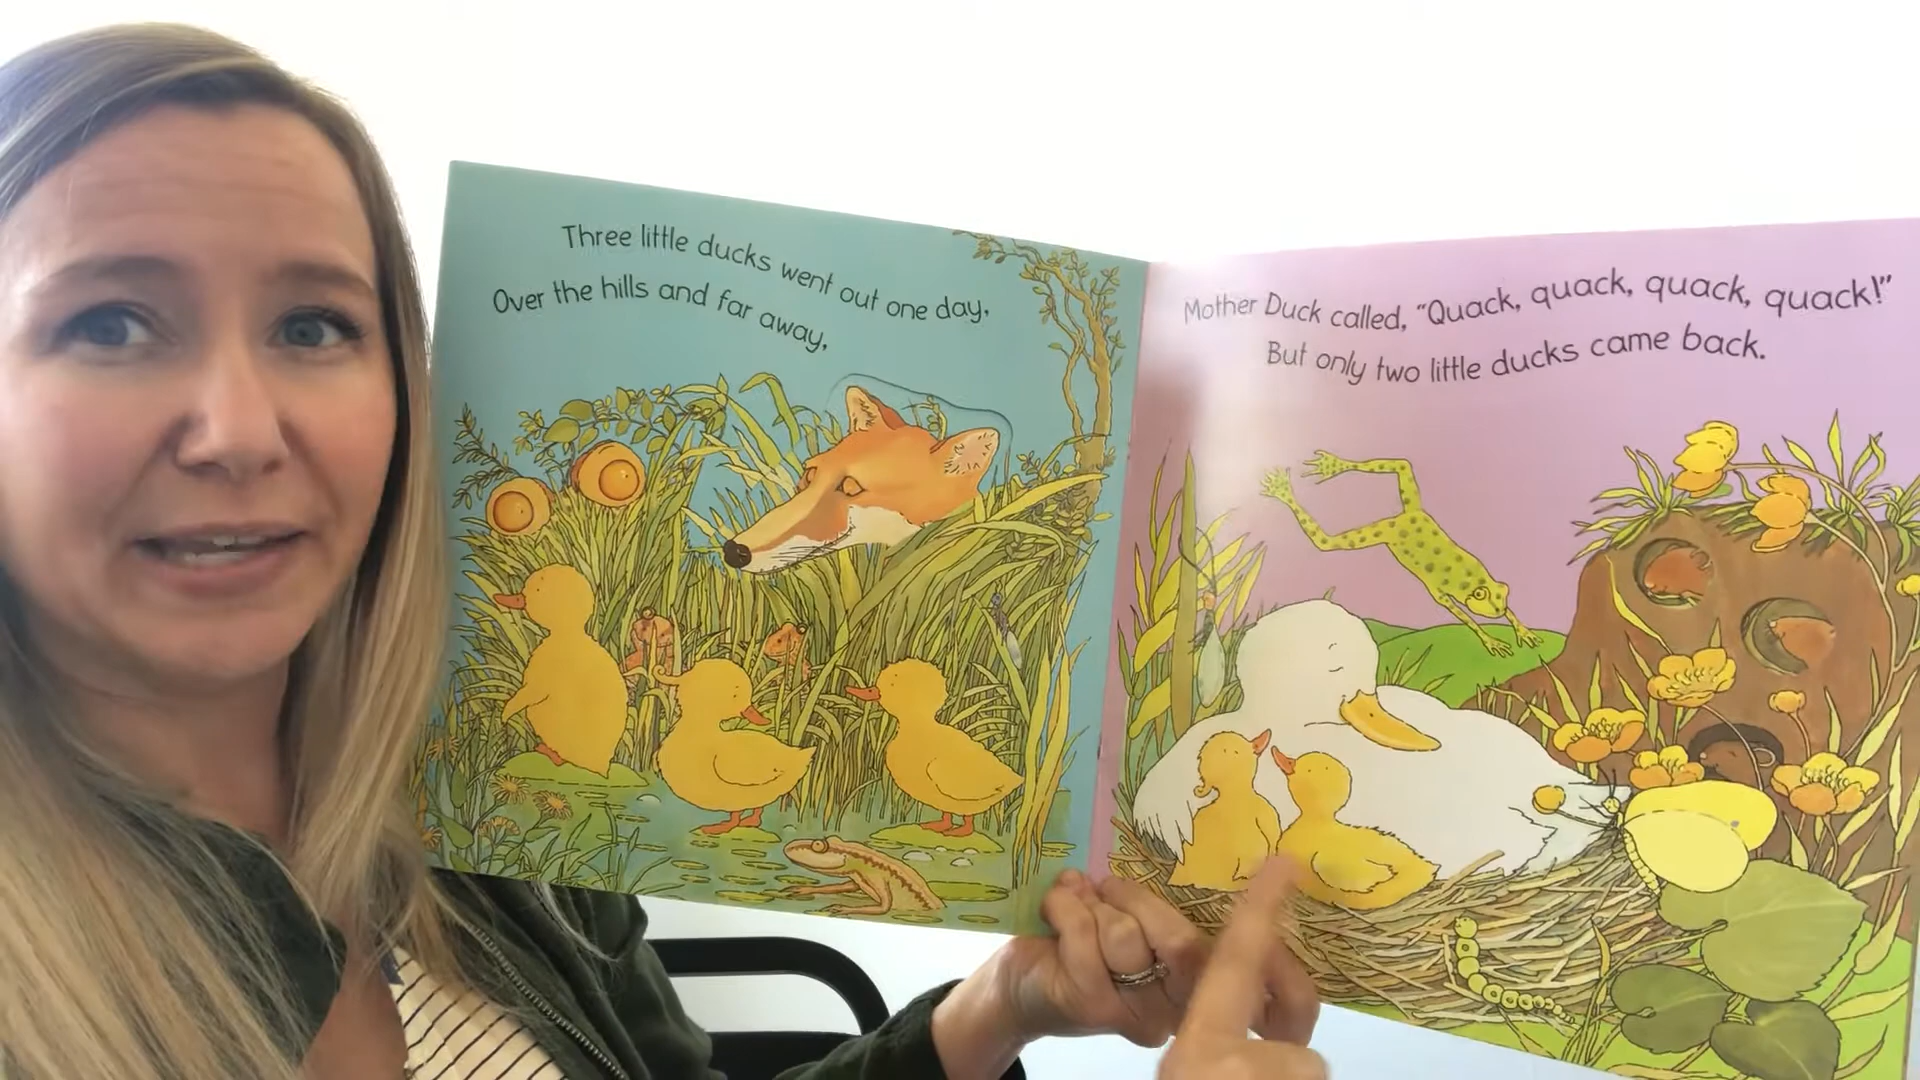 Three little ducks went out one day,
Over the hills and far away,
Mother Duck called, “Quack, quack, quack, quack!”
But only two little ducks came back.